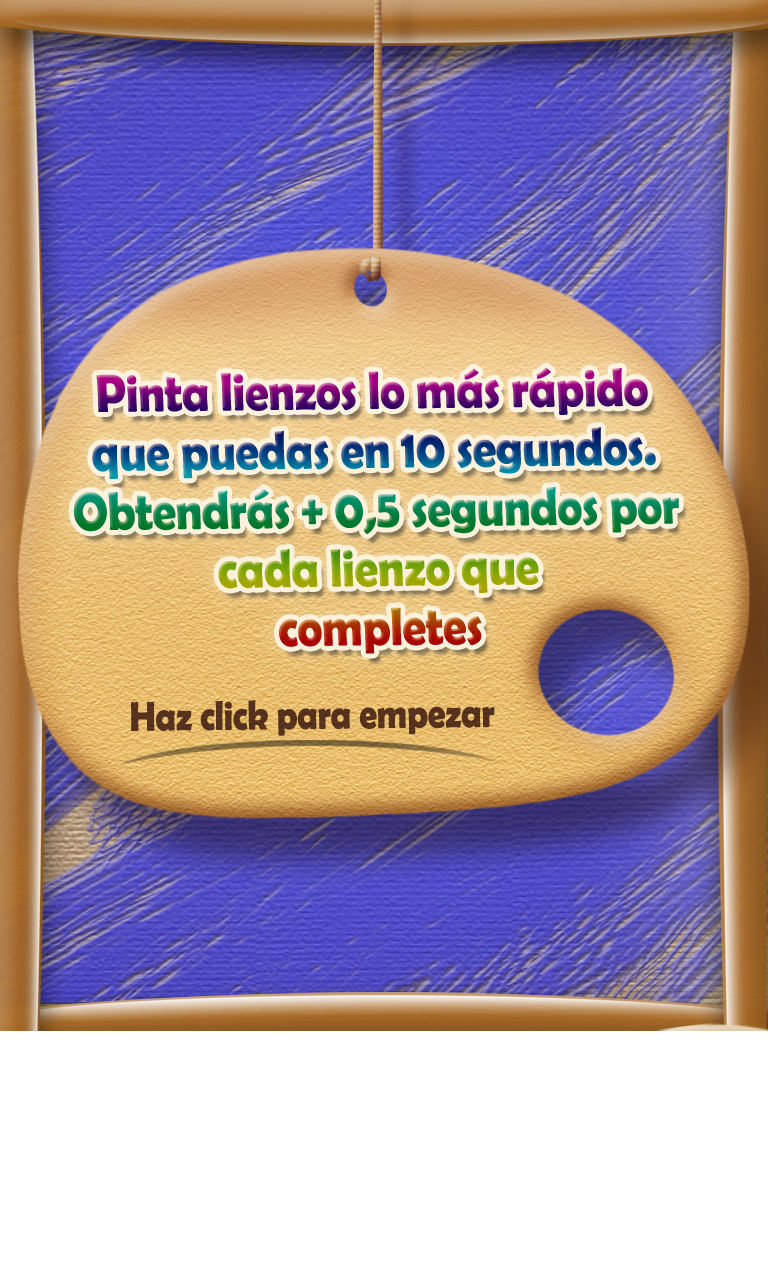 Pinta lienzos lo más rápido
que puedas en 10 segundos.
Obtendrás + 0,5 segundos por
cada lienzo que
completes
Haz click para empezar